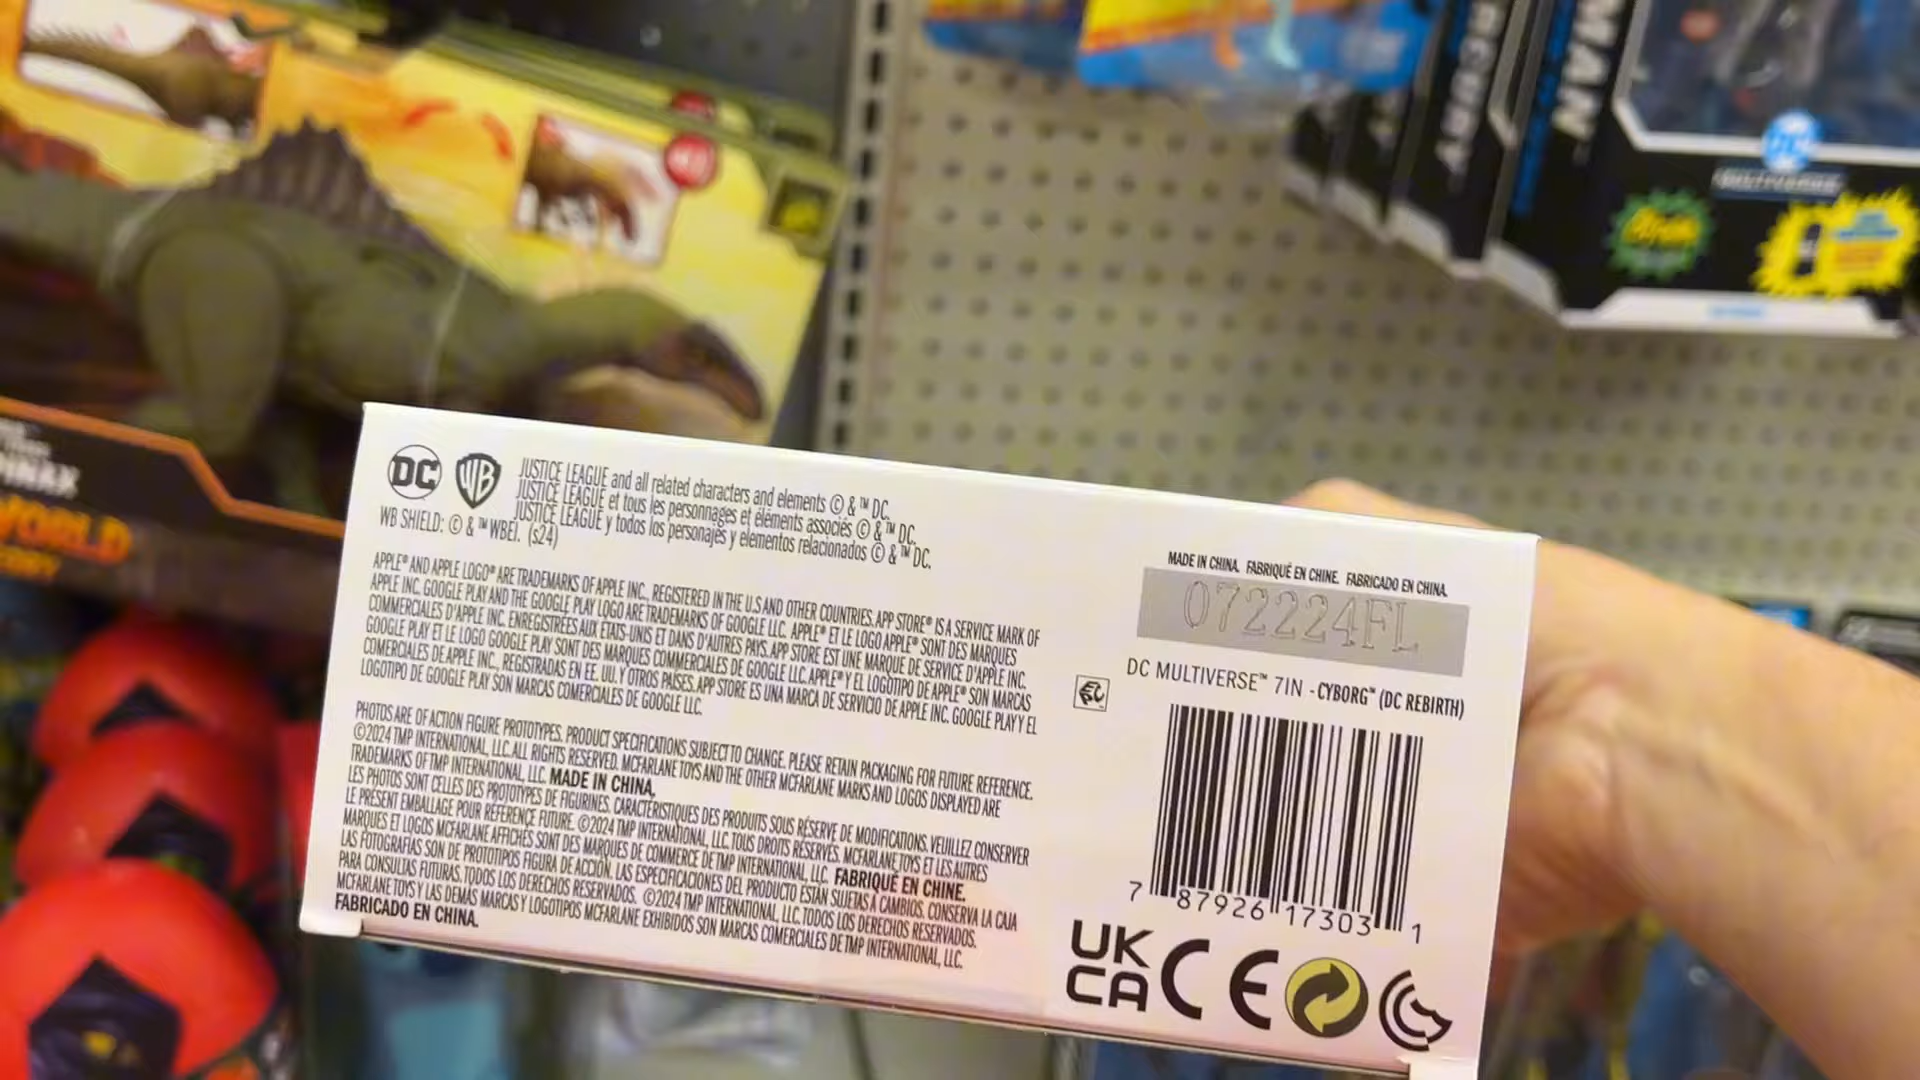 WORLD
DC
MULTIVERSE
DC
WB
JUSTICE LEAGUE and all related characters and elements © & ™ DC.
JUSTICE LEAGUE et tous les personnages et éléments associés © & ™ DC.
JUSTICE LEAGUE y todos los personajes y elementos relacionados © & ™ DC.
WB SHIELD: © & ™ WBEI. (s24)
APPLE® AND APPLE LOGO® ARE TRADEMARKS OF APPLE INC., REGISTERED IN THE U.S AND OTHER COUNTRIES. APP STORE® IS A SERVICE MARK OF
APPLE INC. GOOGLE PLAY AND THE GOOGLE PLAY LOGO ARE TRADEMARKS OF GOOGLE LLC. APPLE® ET LE LOGO APPLE® SONT DES MARQUES
COMMERCIALES D'APPLE INC. ENREGISTRÉES AUX ÉTATS-UNIS ET DANS D'AUTRES PAYS. APP STORE EST UNE MARQUE DE SERVICE D'APPLE INC.
GOOGLE PLAY ET LE LOGO GOOGLE PLAY SONT DES MARQUES COMMERCIALES DE GOOGLE LLC. APPLE® Y EL LOGOTIPO DE APPLE® SON MARCAS
COMERCIALES DE APPLE INC., REGISTRADAS EN EE. UU. Y OTROS PAÍSES. APP STORE ES UNA MARCA DE SERVICIO DE APPLE INC. GOOGLE PLAY Y EL
LOGOTIPO DE GOOGLE PLAY SON MARCAS COMERCIALES DE GOOGLE LLC.
PHOTOS ARE OF ACTION FIGURE PROTOTYPES. PRODUCT SPECIFICATIONS SUBJECT TO CHANGE. PLEASE RETAIN PACKAGING FOR FUTURE REFERENCE.
©2024 TMP INTERNATIONAL, LLC. ALL RIGHTS RESERVED. MCFARLANE TOYS AND THE OTHER MCFARLANE MARKS AND LOGOS DISPLAYED ARE
TRADEMARKS OF TMP INTERNATIONAL, LLC. MADE IN CHINA.
LES PHOTOS SONT CELLES DES PROTOTYPES DE FIGURINES. CARACTÉRISTIQUES DES PRODUITS SOUS RÉSERVE DE MODIFICATIONS. VEUILLEZ CONSERVER
LE PRÉSENT EMBALLAGE POUR RÉFÉRENCE FUTURE. ©2024 TMP INTERNATIONAL, LLC. TOUS DROITS RÉSERVÉS. MCFARLANE TOYS ET LES AUTRES
MARQUES ET LOGOS MCFARLANE AFFICHÉS SONT DES MARQUES DE COMMERCE DE TMP INTERNATIONAL, LLC. FABRIQUÉ EN CHINE.
LAS FOTOGRAFÍAS SON DE PROTOTIPOS FIGURA DE ACCIÓN. LAS ESPECIFICACIONES DEL PRODUCTO ESTÁN SUJETAS A CAMBIOS. CONSERVA LA CAJA
PARA CONSULTAS FUTURAS. TODOS LOS DERECHOS RESERVADOS. ©2024 TMP INTERNATIONAL, LLC. TODOS LOS DERECHOS RESERVADOS.
MCFARLANE TOYS Y LAS DEMÁS MARCAS Y LOGOTIPOS MCFARLANE EXHIBIDOS SON MARCAS COMERCIALES DE TMP INTERNATIONAL, LLC.
FABRICADO EN CHINA.
MADE IN CHINA. FABRIQUÉ EN CHINE. FABRICADO EN CHINA.
072224FL
DC MULTIVERSE™ 7IN - CYBORG™ (DC REBIRTH)
7 87926 17303 1
UK
CA CE